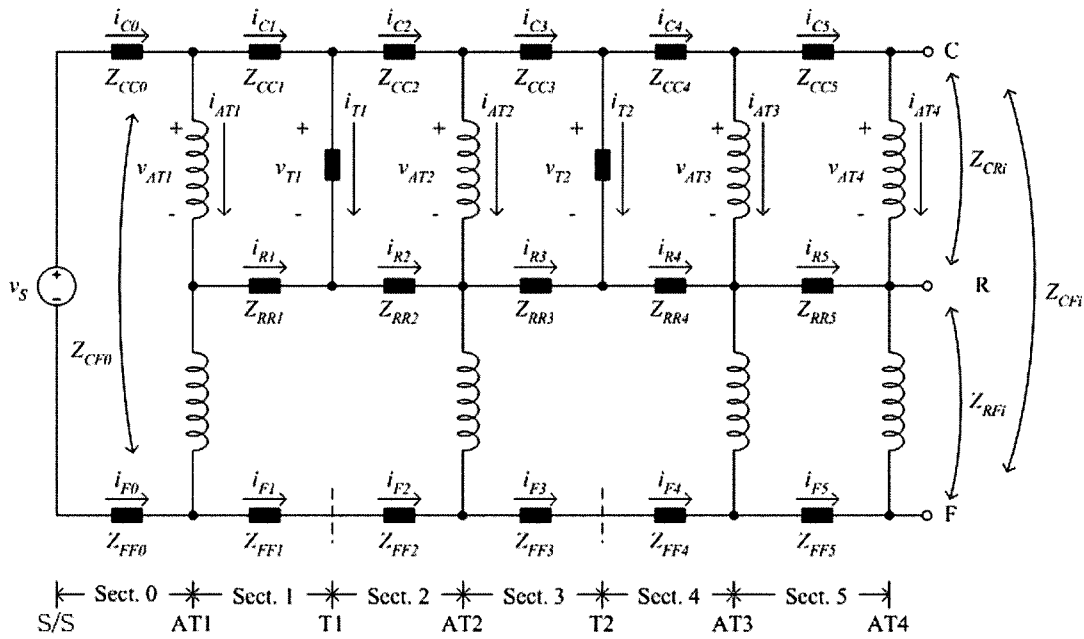 i_C0 i_C1 i_C2 i_C3 i_C4 i_C5 C
Z_CC0 Z_CC1 Z_CC2 Z_CC3 Z_CC4 Z_CC5
i_AT1 i_T1 i_AT2 i_T2 i_AT3 i_AT4
+ + + + + +
v_AT1 v_T1 v_AT2 v_T2 v_AT3 v_AT4 Z_CRi
- - - - - -
i_R1 i_R2 i_R3 i_R4 i_R5
v_S + - R
Z_RR1 Z_RR2 Z_RR3 Z_RR4 Z_RR5 Z_CFi
Z_CF0
Z_RFi
i_F0 i_F1 i_F2 i_F3 i_F4 i_F5
F
Z_FF0 Z_FF1 Z_FF2 Z_FF3 Z_FF4 Z_FF5
Sect. 0 Sect. 1 Sect. 2 Sect. 3 Sect. 4 Sect. 5
S/S AT1 T1 AT2 T2 AT3 AT4